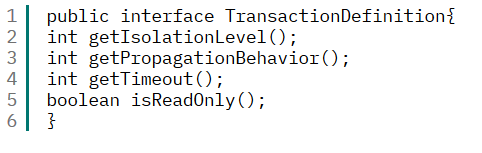 1 public interface TransactionDefinition{
2 int getIsolationLevel();
3 int getPropagationBehavior();
4 int getTimeout();
5 boolean isReadOnly();
6 }